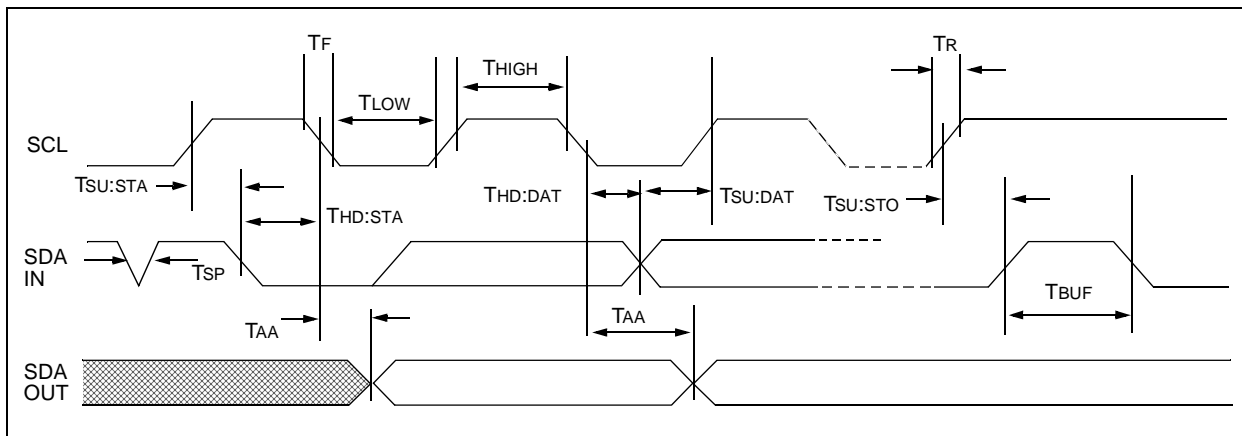 TF
TR
THIGH
TLOW
SCL
TSU:STA
THD:DAT
TSU:DAT
TSU:STO
THD:STA
SDA
IN
TSP
TBUF
TAA
TAA
SDA
OUT